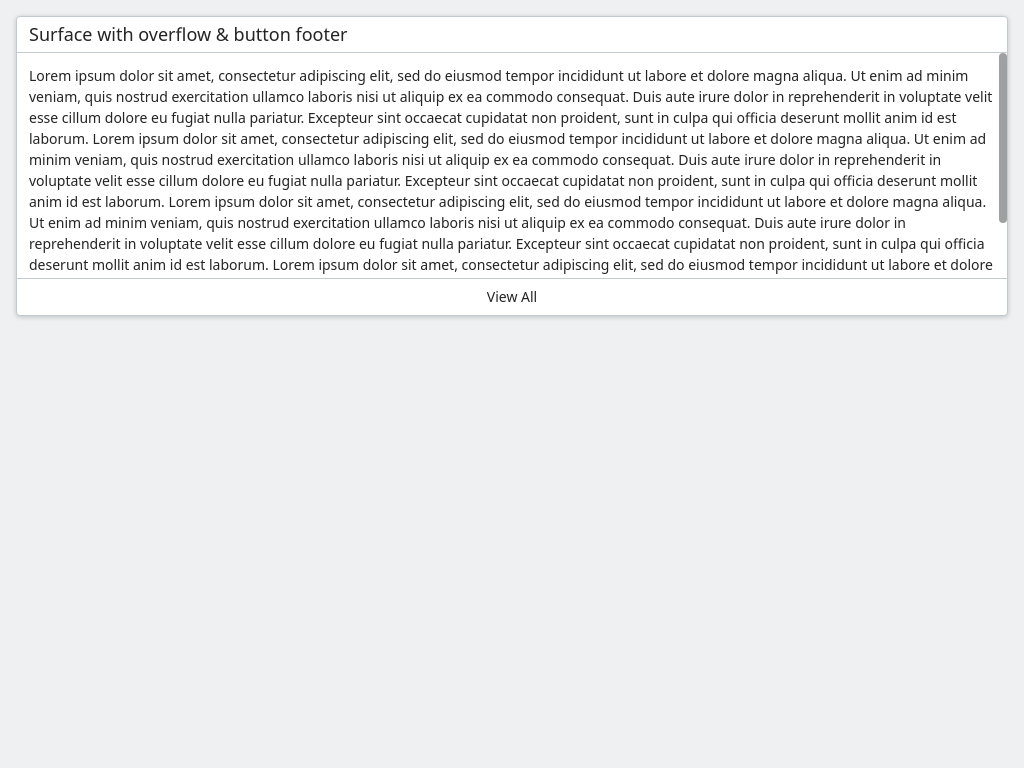 Surface with overflow & button footer
Lorem ipsum dolor sit amet, consectetur adipiscing elit, sed do eiusmod tempor incididunt ut labore et dolore magna aliqua. Ut enim ad minim
veniam, quis nostrud exercitation ullamco laboris nisi ut aliquip ex ea commodo consequat. Duis aute irure dolor in reprehenderit in voluptate velit
esse cillum dolore eu fugiat nulla pariatur. Excepteur sint occaecat cupidatat non proident, sunt in culpa qui officia deserunt mollit anim id est
laborum. Lorem ipsum dolor sit amet, consectetur adipiscing elit, sed do eiusmod tempor incididunt ut labore et dolore magna aliqua. Ut enim ad
minim veniam, quis nostrud exercitation ullamco laboris nisi ut aliquip ex ea commodo consequat. Duis aute irure dolor in reprehenderit in
voluptate velit esse cillum dolore eu fugiat nulla pariatur. Excepteur sint occaecat cupidatat non proident, sunt in culpa qui officia deserunt mollit
anim id est laborum. Lorem ipsum dolor sit amet, consectetur adipiscing elit, sed do eiusmod tempor incididunt ut labore et dolore magna aliqua.
Ut enim ad minim veniam, quis nostrud exercitation ullamco laboris nisi ut aliquip ex ea commodo consequat. Duis aute irure dolor in
reprehenderit in voluptate velit esse cillum dolore eu fugiat nulla pariatur. Excepteur sint occaecat cupidatat non proident, sunt in culpa qui officia
deserunt mollit anim id est laborum. Lorem ipsum dolor sit amet, consectetur adipiscing elit, sed do eiusmod tempor incididunt ut labore et dolore
View All